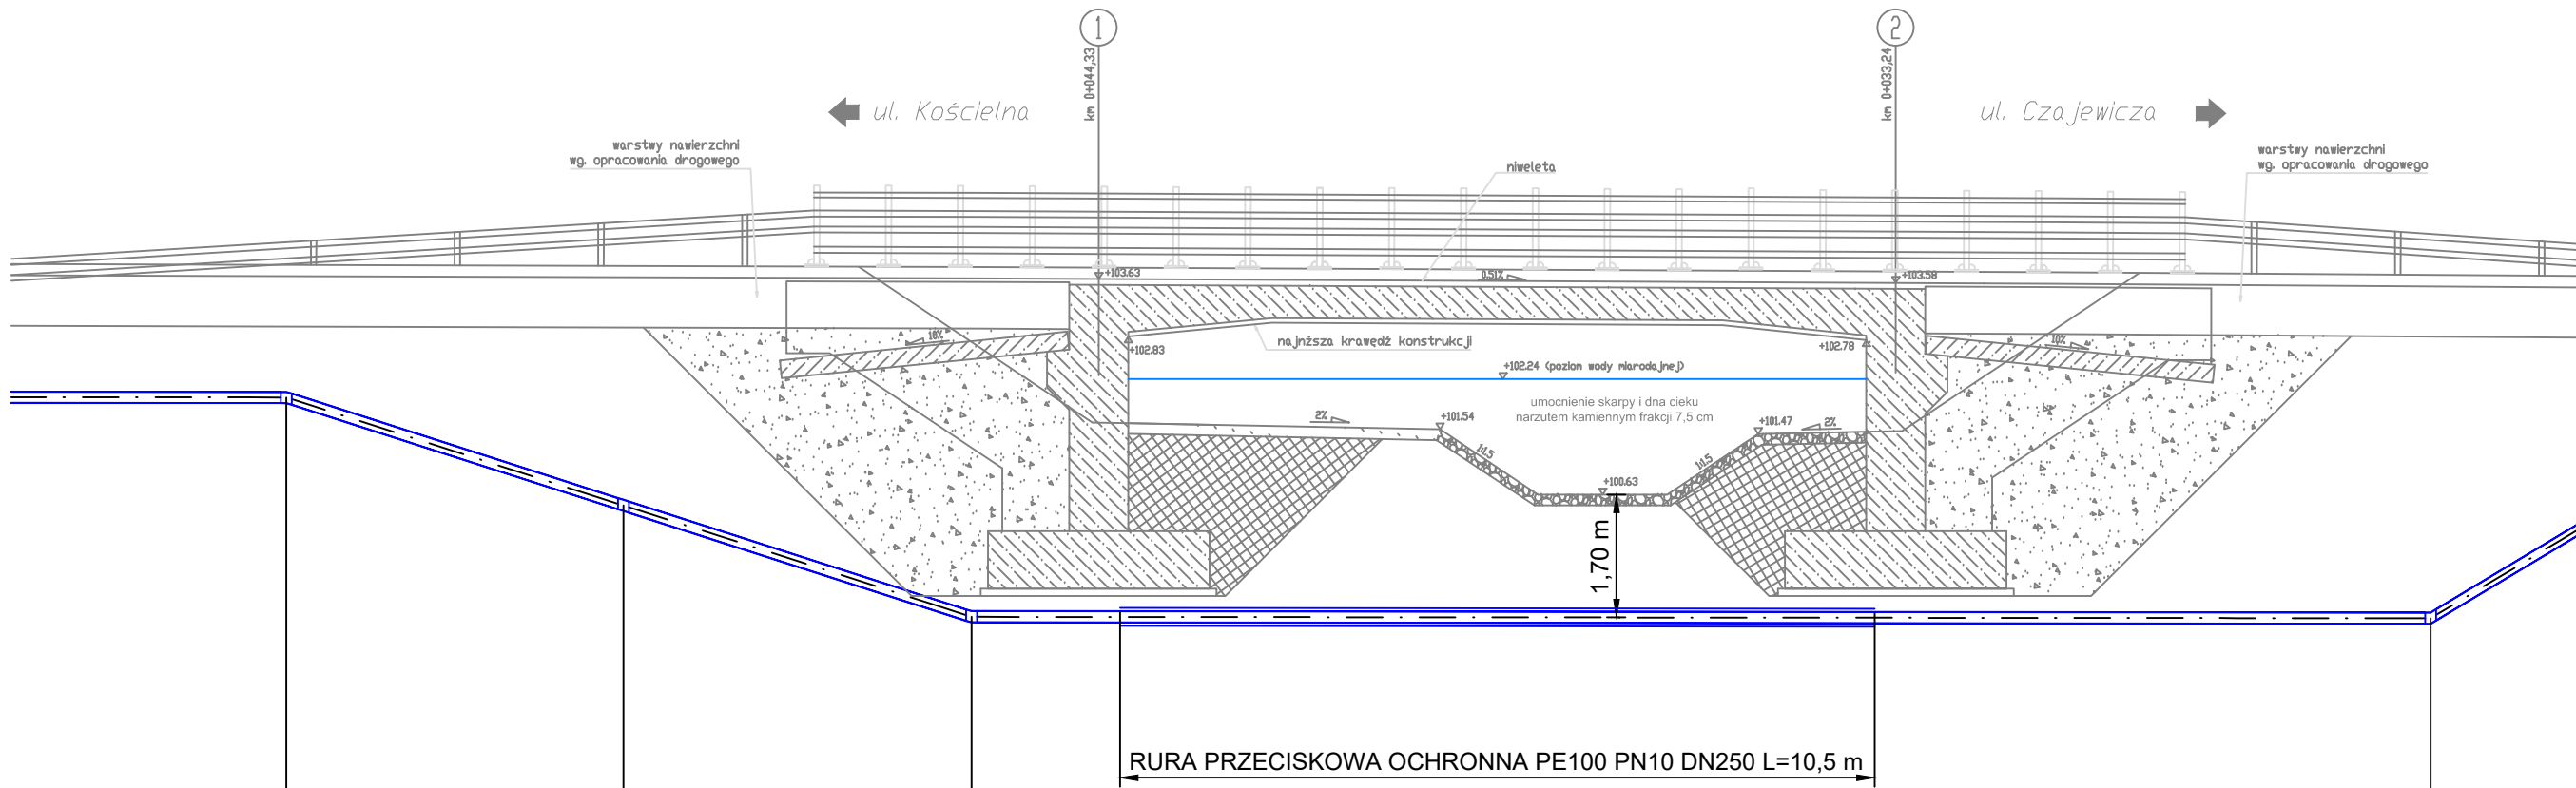 1
2
km 0+044,33
km 0+033,24
ul. Kościelna
ul. Czajewicza
warstwy nawierzchni
wg. opracowania drogowego
niweleta
warstwy nawierzchni
wg. opracowania drogowego
+103.63
0.51%
+103.58
10%
+102.83
najnższa krawędź konstrukcji
+102.78
10%
+102.24 (poziom wody miarodajnej)
umocnienie skarpy i dna cieku
narzutem kamiennym frakcji 7,5 cm
2%
+101.54
+101.47
2%
1:1.5
1:1.5
+100.63
1,70 m
RURA PRZECISKOWA OCHRONNA PE100 PN10 DN250 L=10,5 m